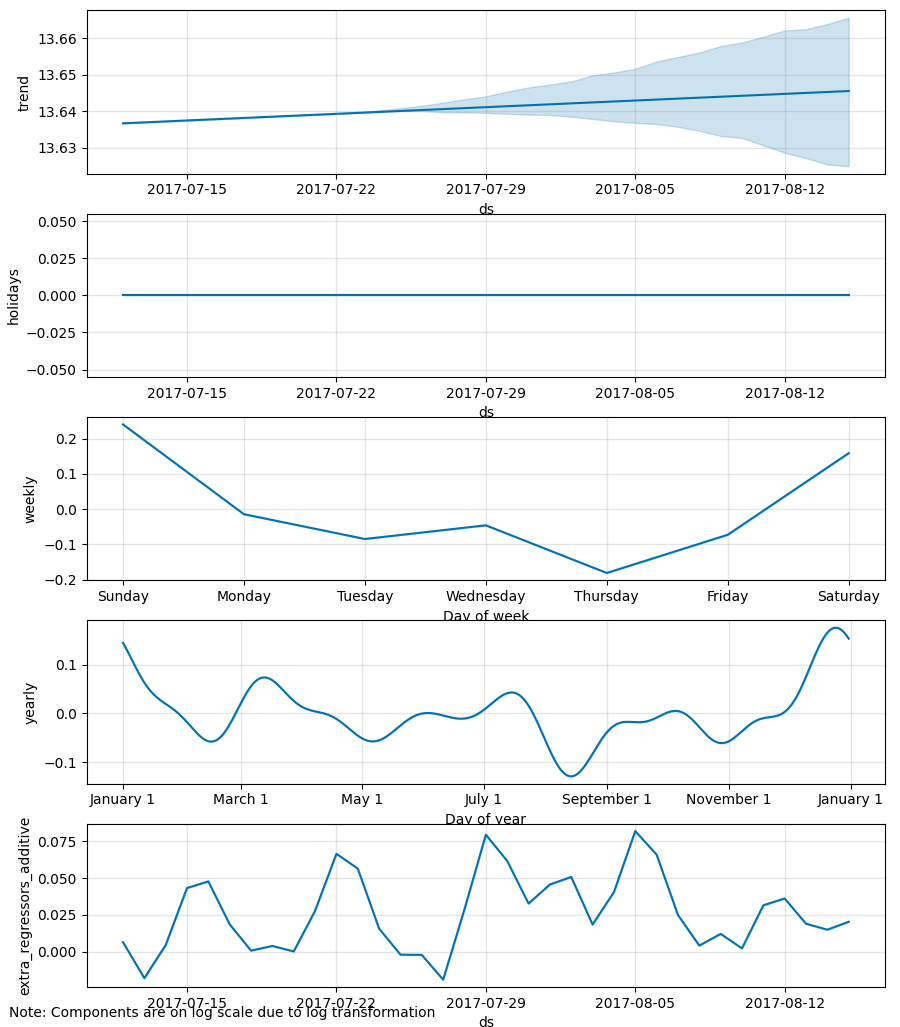 trend
13.66
13.65
13.64
13.63
2017-07-15 2017-07-22 2017-07-29 2017-08-05 2017-08-12
ds
holidays
0.050
0.025
0.000
−0.025
−0.050
2017-07-15 2017-07-22 2017-07-29 2017-08-05 2017-08-12
ds
weekly
0.2
0.1
0.0
−0.1
−0.2
Sunday Monday Tuesday Wednesday Thursday Friday Saturday
Day of week
yearly
0.1
0.0
−0.1
January 1 March 1 May 1 July 1 September 1 November 1 January 1
Day of year
extra_regressors_additive
0.075
0.050
0.025
0.000
2017-07-15 2017-07-22 2017-07-29 2017-08-05 2017-08-12
Note: Components are on log scale due to log transformation
ds